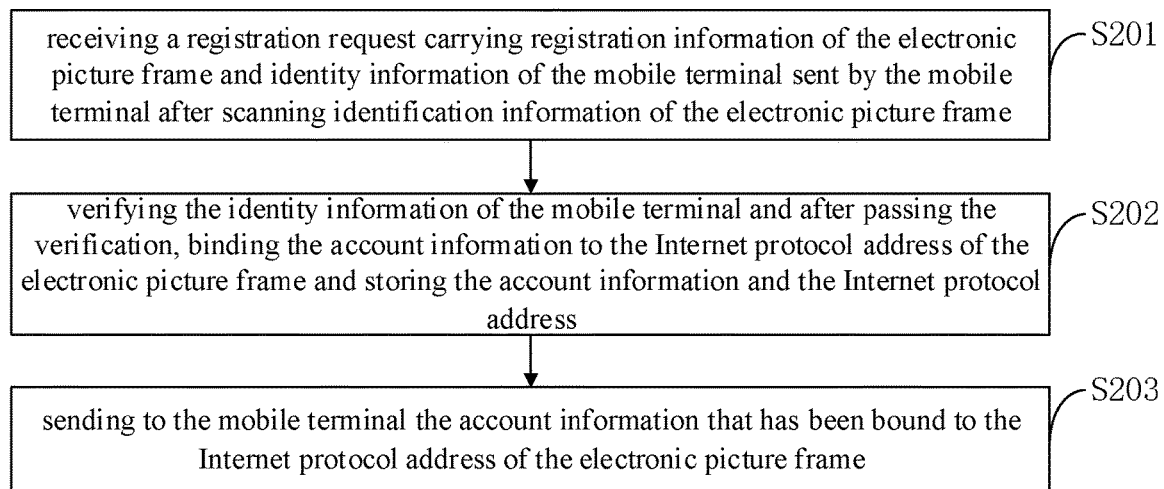 receiving a registration request carrying registration information of the electronic
picture frame and identity information of the mobile terminal sent by the mobile
terminal after scanning identification information of the electronic picture frame
S201
verifying the identity information of the mobile terminal and after passing the
verification, binding the account information to the Internet protocol address of the
electronic picture frame and storing the account information and the Internet protocol
address
S202
sending to the mobile terminal the account information that has been bound to the
Internet protocol address of the electronic picture frame
S203